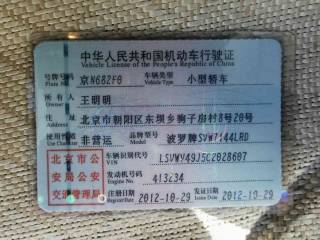 中华人民共和国机动车行驶证
Vehicle License of the People's Republic of China
号牌号码 京N682F0 车辆类型 小型轿车
Plate No. Vehicle Type
所有人 王明明
Owner
住址 北京市朝阳区东坝乡驹子房村8号20号
Address
使用性质 非营运 品牌型号 波罗牌SVW7144LRD
Use Character Model
北京市公安局公安交通管理局
车辆识别代号 LSVWY49J5C2028607
VIN
发动机号码 413234
Engine No.
注册日期 2012-10-29 发证日期 2012-10-29
Register Date Issue Date